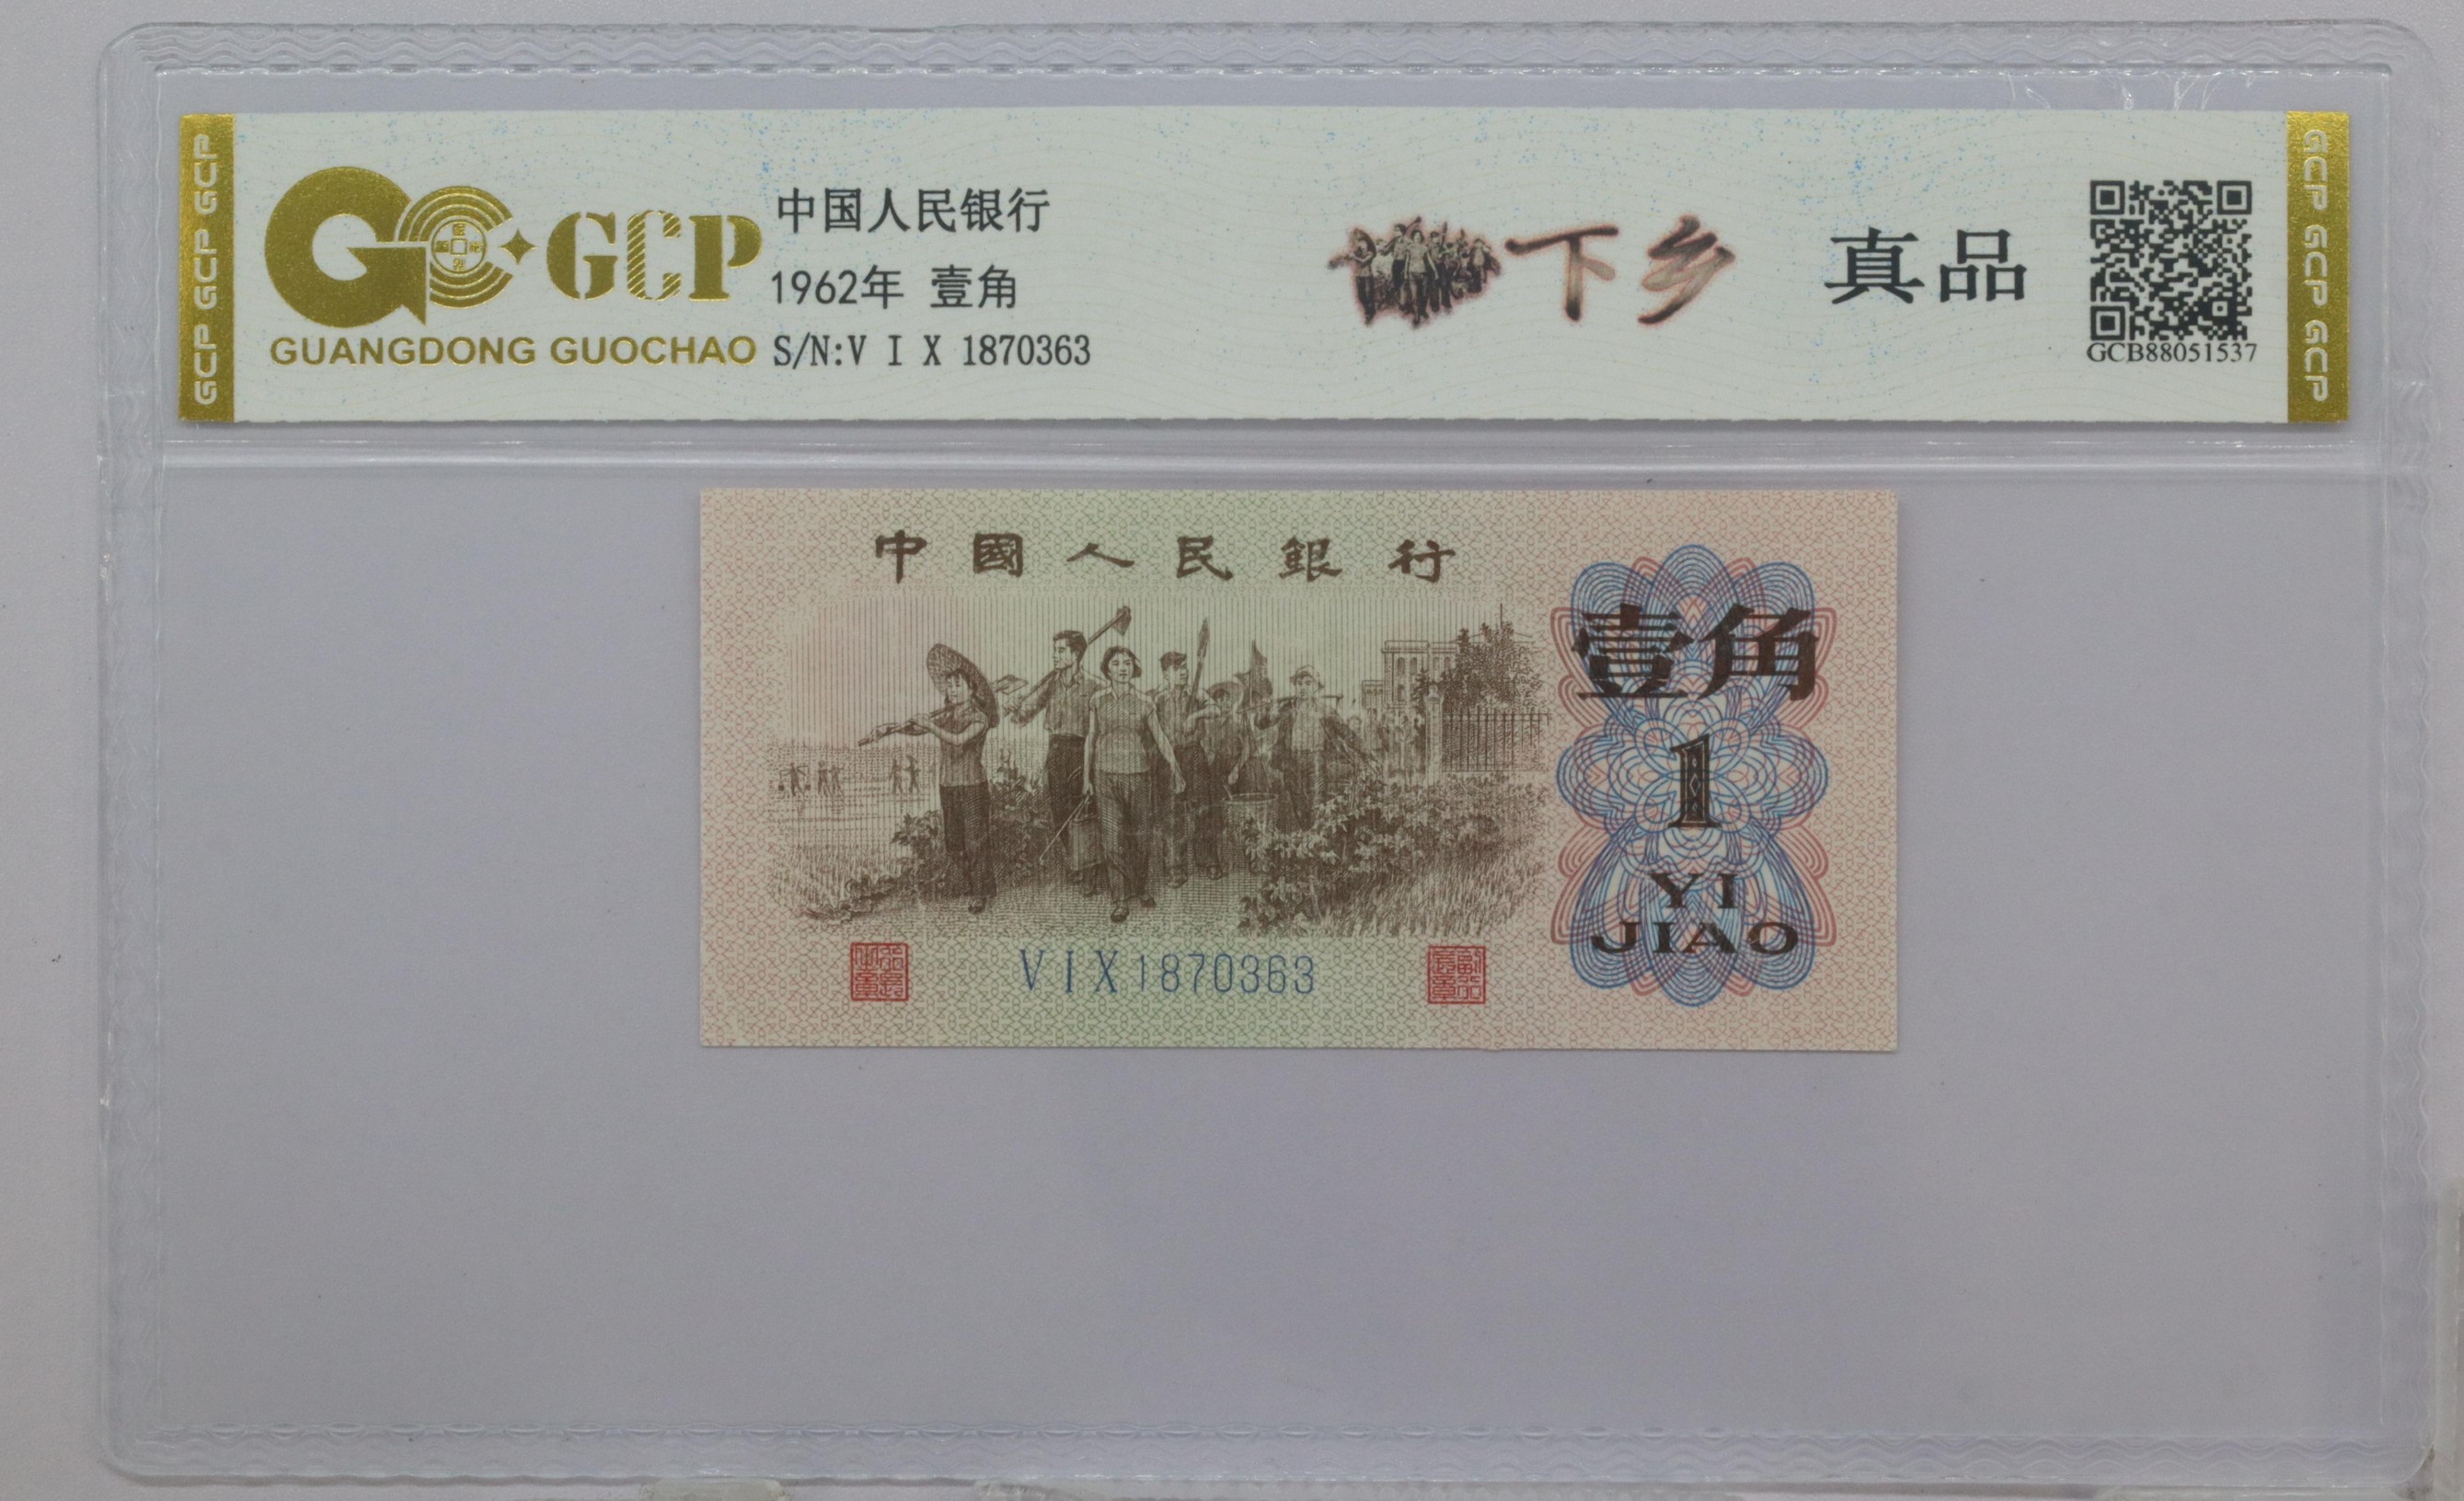 GCP GCP GCP
GCP
GUANGDONG GUOCHAO
中国人民银行
1962年 壹角
S/N:V I X 1870363
下乡
真品
GCB88051537
GCP GCP GCP
中國人民銀行
壹角
1
YI
JIAO
VIX1870363